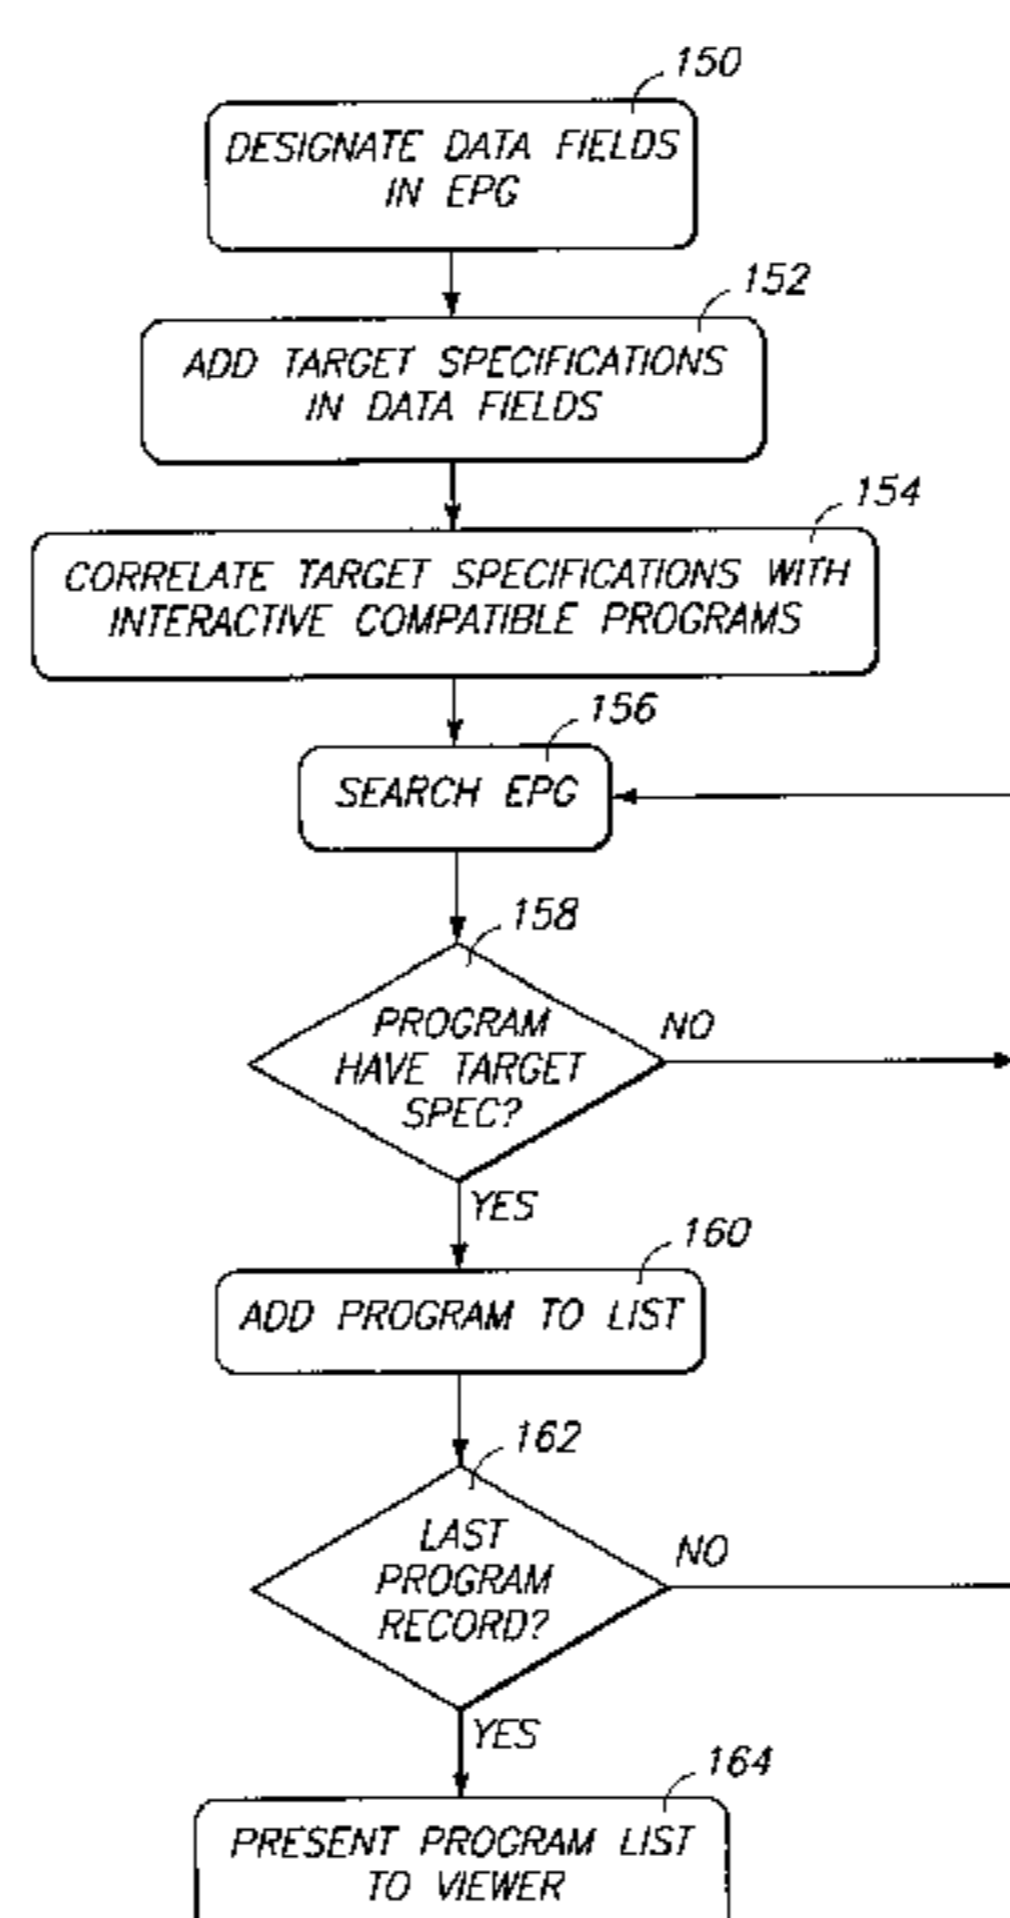 150
DESIGNATE DATA FIELDS
IN EPG
152
ADD TARGET SPECIFICATIONS
IN DATA FIELDS
154
CORRELATE TARGET SPECIFICATIONS WITH
INTERACTIVE COMPATIBLE PROGRAMS
156
SEARCH EPG
158
PROGRAM
HAVE TARGET
SPEC?
NO
YES
160
ADD PROGRAM TO LIST
162
LAST
PROGRAM
RECORD?
NO
YES
164
PRESENT PROGRAM LIST
TO VIEWER